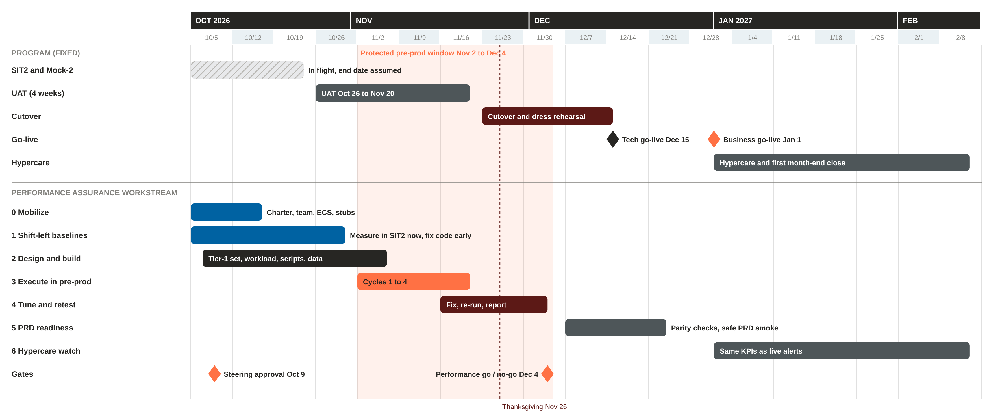 OCT 2026 NOV DEC JAN 2027 FEB
10/5 10/12 10/19 10/26 11/2 11/9 11/16 11/23 11/30 12/7 12/14 12/21 12/28 1/4 1/11 1/18 1/25 2/1 2/8
PROGRAM (FIXED) Protected pre-prod window Nov 2 to Dec 4
SIT2 and Mock-2 In flight, end date assumed
UAT (4 weeks) UAT Oct 26 to Nov 20
Cutover Cutover and dress rehearsal
Go-live Tech go-live Dec 15 Business go-live Jan 1
Hypercare Hypercare and first month-end close
PERFORMANCE ASSURANCE WORKSTREAM
0 Mobilize Charter, team, ECS, stubs
1 Shift-left baselines Measure in SIT2 now, fix code early
2 Design and build Tier-1 set, workload, scripts, data
3 Execute in pre-prod Cycles 1 to 4
4 Tune and retest Fix, re-run, report
5 PRD readiness Parity checks, safe PRD smoke
6 Hypercare watch Same KPIs as live alerts
Gates Steering approval Oct 9 Performance go / no-go Dec 4
Thanksgiving Nov 26